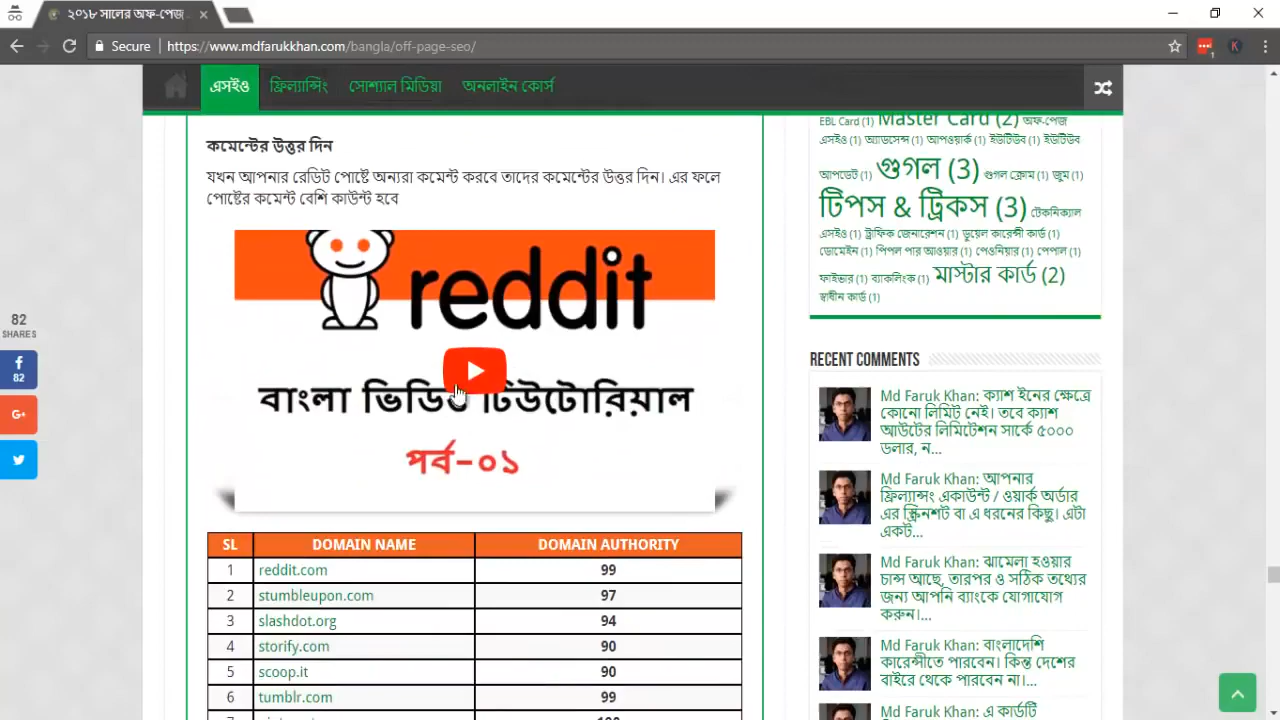 ২০১৮ সালের অফ-পেজ
Secure https://www.mdfarukkhan.com/bangla/off-page-seo/
এসইও ফ্রিল্যান্সিং সোশ্যাল মিডিয়া অনলাইন কোর্স
কমেন্টের উত্তর দিন
যখন আপনার রেডিট পোষ্টে অন্যরা কমেন্ট করবে তাদের কমেন্টের উত্তর দিন। এর ফলে
পোষ্টের কমেন্ট বেশি কাউন্ট হবে
reddit
বাংলা ভিডিও টিউটোরিয়াল
পর্ব-০১
SL DOMAIN NAME DOMAIN AUTHORITY
1 reddit.com 99
2 stumbleupon.com 97
3 slashdot.org 94
4 storify.com 90
5 scoop.it 90
6 tumblr.com 99
82
SHARES
82
G+
EBL Card (1) Master Card (2) অফ-পেজ
এসইও (1) অ্যাডসেন্স (1) আপওয়ার্ক (1) ইউটিউব (1) ইউটিউব
আপডেট (1) গুগল (3) গুগল ক্রোম (1) জুম (1)
টিপস & ট্রিকস (3) টেকনিক্যাল
এসইও (1) ট্রাফিক জেনারেশন (1) ডুয়েল কারেন্সী কার্ড (1)
ডোমেইন (1) পিপল পার আওয়ার (1) পেওনিয়ার (1) পেপাল (1)
ফাইভার (1) ব্যাকলিংক (1) মাস্টার কার্ড (2)
স্বাধীন কার্ড (1)
RECENT COMMENTS
Md Faruk Khan: ক্যাশ ইনের ক্ষেত্রে
কোনো লিমিট নেই। তবে ক্যাশ
আউটের লিমিটেশন সার্কে ৫০০০
ডলার, ন...
Md Faruk Khan: আপনার
ফ্রিল্যান্সিং একাউন্ট / ওয়ার্ক অর্ডার
এর স্ক্রিনশট বা এ ধরনের কিছু। এটা
একট...
Md Faruk Khan: ঝামেলা হওয়ার
চান্স আছে, তারপর ও সঠিক তথ্যের
জন্য আপনি ব্যাংকে যোগাযোগ
করুন।...
Md Faruk Khan: বাংলাদেশি
কারেন্সীতে পারবেন। কিন্ত দেশের
বাইরে থেকে পারবেন না।...
Md Faruk Khan: এ কার্ডটি